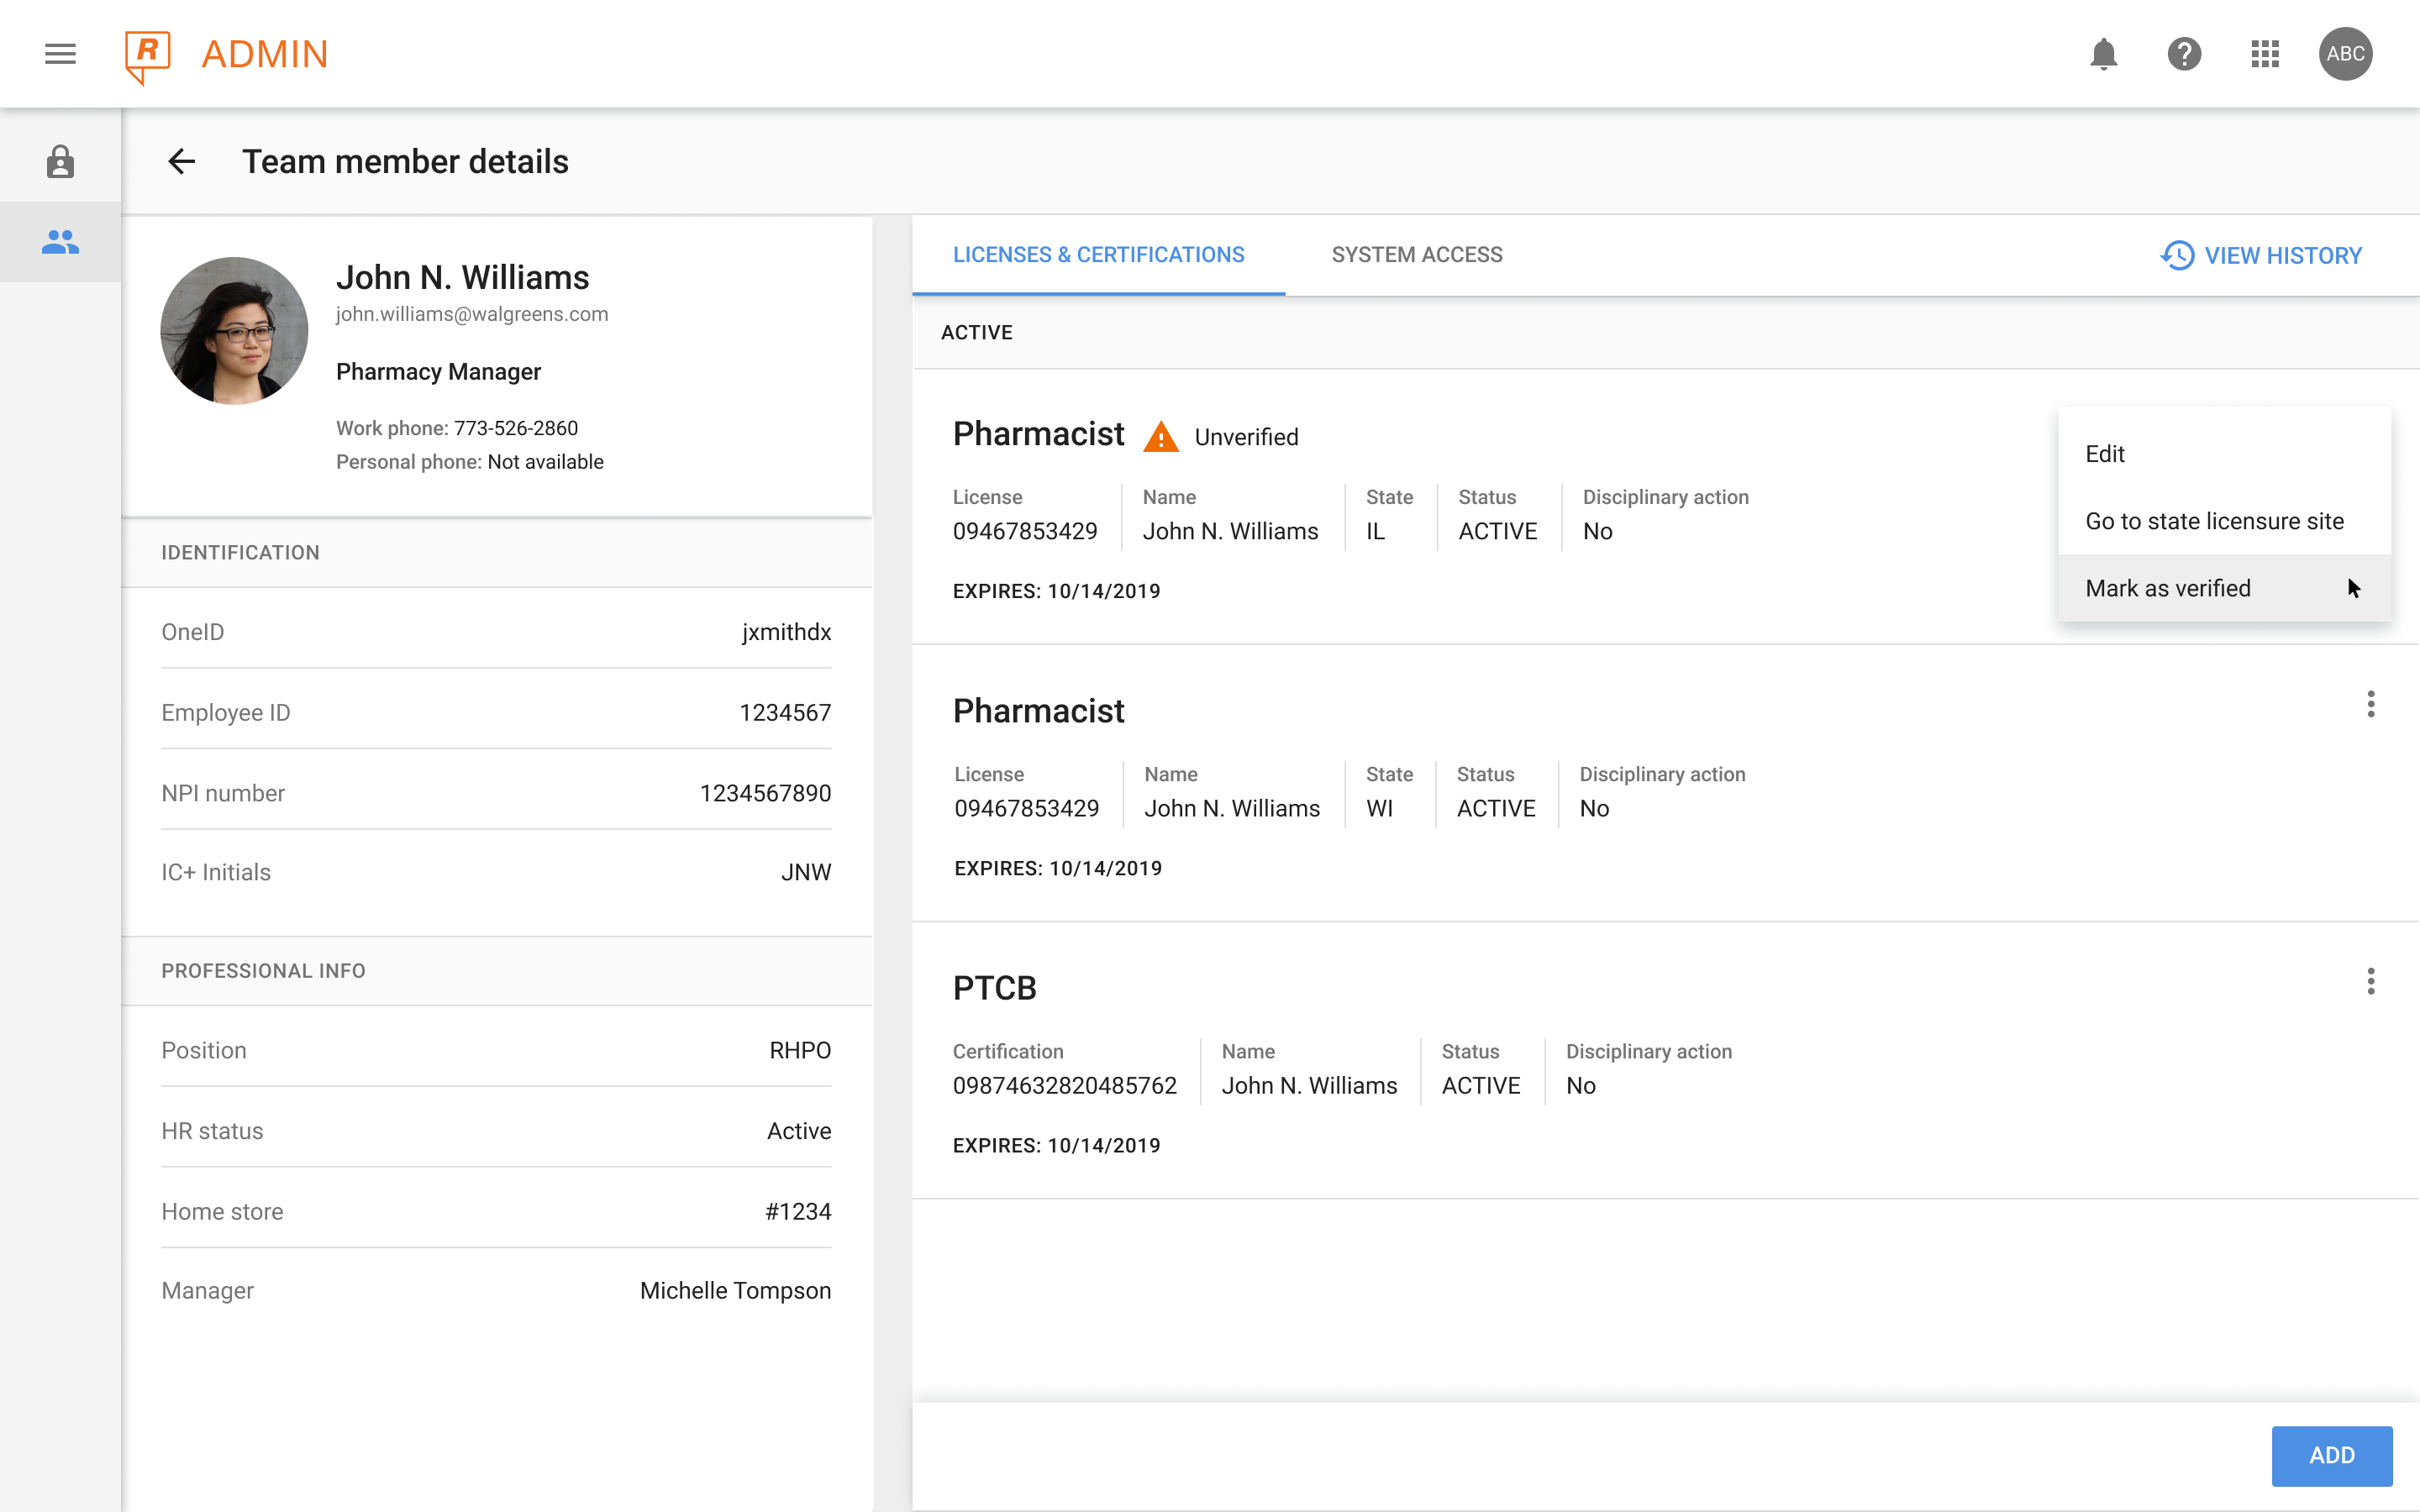 R ADMIN
ABC
Team member details
John N. Williams
john.williams@walgreens.com
Pharmacy Manager
Work phone: 773-526-2860
Personal phone: Not available
IDENTIFICATION
OneID jxmithdx
Employee ID 1234567
NPI number 1234567890
IC+ Initials JNW
PROFESSIONAL INFO
Position RHPO
HR status Active
Home store #1234
Manager Michelle Tompson
LICENSES & CERTIFICATIONS SYSTEM ACCESS VIEW HISTORY
ACTIVE
Pharmacist Unverified
License Name State Status Disciplinary action
09467853429 John N. Williams IL ACTIVE No
EXPIRES: 10/14/2019
Edit
Go to state licensure site
Mark as verified
Pharmacist
License Name State Status Disciplinary action
09467853429 John N. Williams WI ACTIVE No
EXPIRES: 10/14/2019
PTCB
Certification Name Status Disciplinary action
09874632820485762 John N. Williams ACTIVE No
EXPIRES: 10/14/2019
ADD